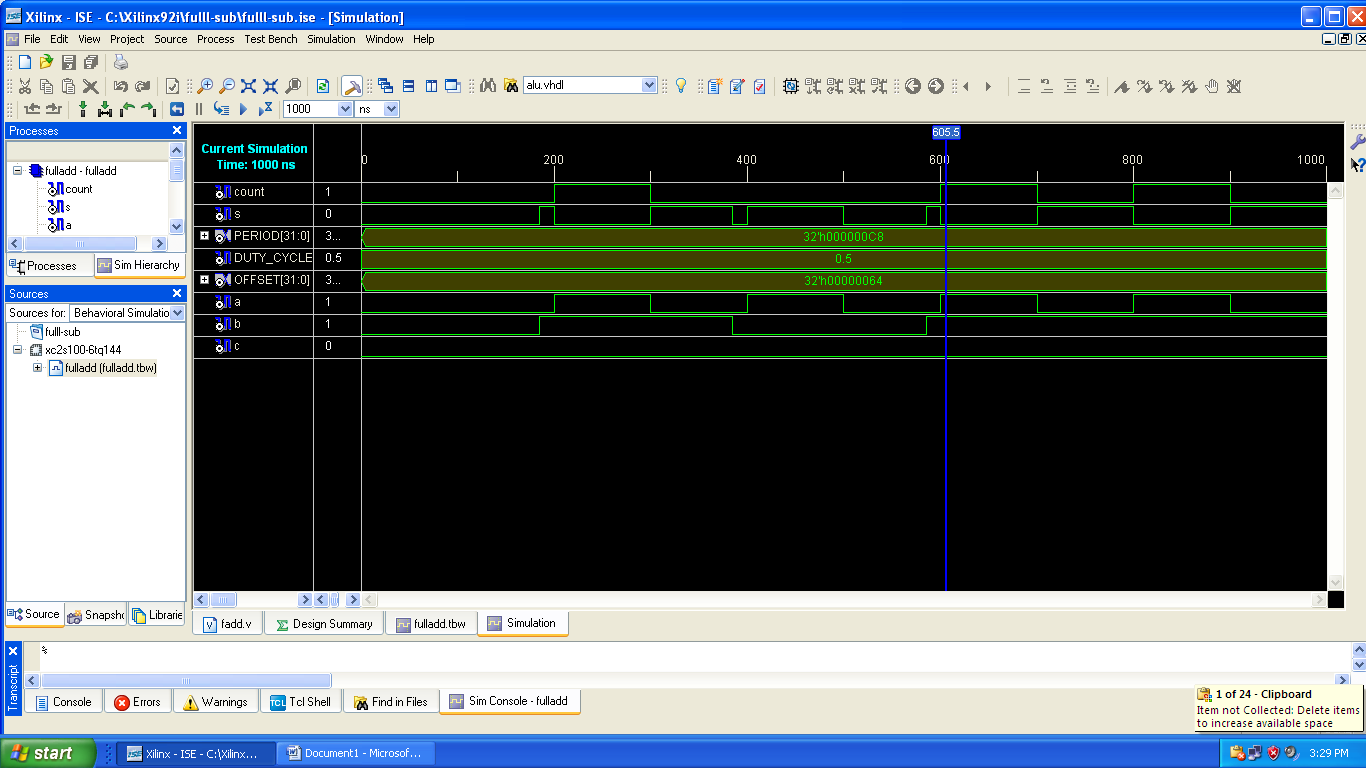 Xilinx - ISE - C:\Xilinx92i\fulll-sub\fulll-sub.ise - [Simulation]
File Edit View Project Source Process Test Bench Simulation Window Help
alu.vhdl
1000 ns
Processes
fulladd - fulladd
count
s
a
Processes Sim Hierarchy
Sources
Sources for: Behavioral Simulatio
fulll-sub
xc2s100-6tq144
fulladd (fulladd.tbw)
Source Snapsho Librarie
605.5
Current Simulation
Time: 1000 ns
0 200 400 600 800 1000
count 1
s 0
PERIOD[31:0] 3... 32'h000000C8
DUTY_CYCLE 0.5 0.5
OFFSET[31:0] 3... 32'h00000064
a 1
b 1
c 0
fadd.v Design Summary fulladd.tbw Simulation
Transcript
%
Console Errors Warnings Tcl Shell Find in Files Sim Console - fulladd
1 of 24 - Clipboard
Item not Collected: Delete items
to increase available space
start Xilinx - ISE - C:\Xilinx... Document1 - Microsof... 3:29 PM